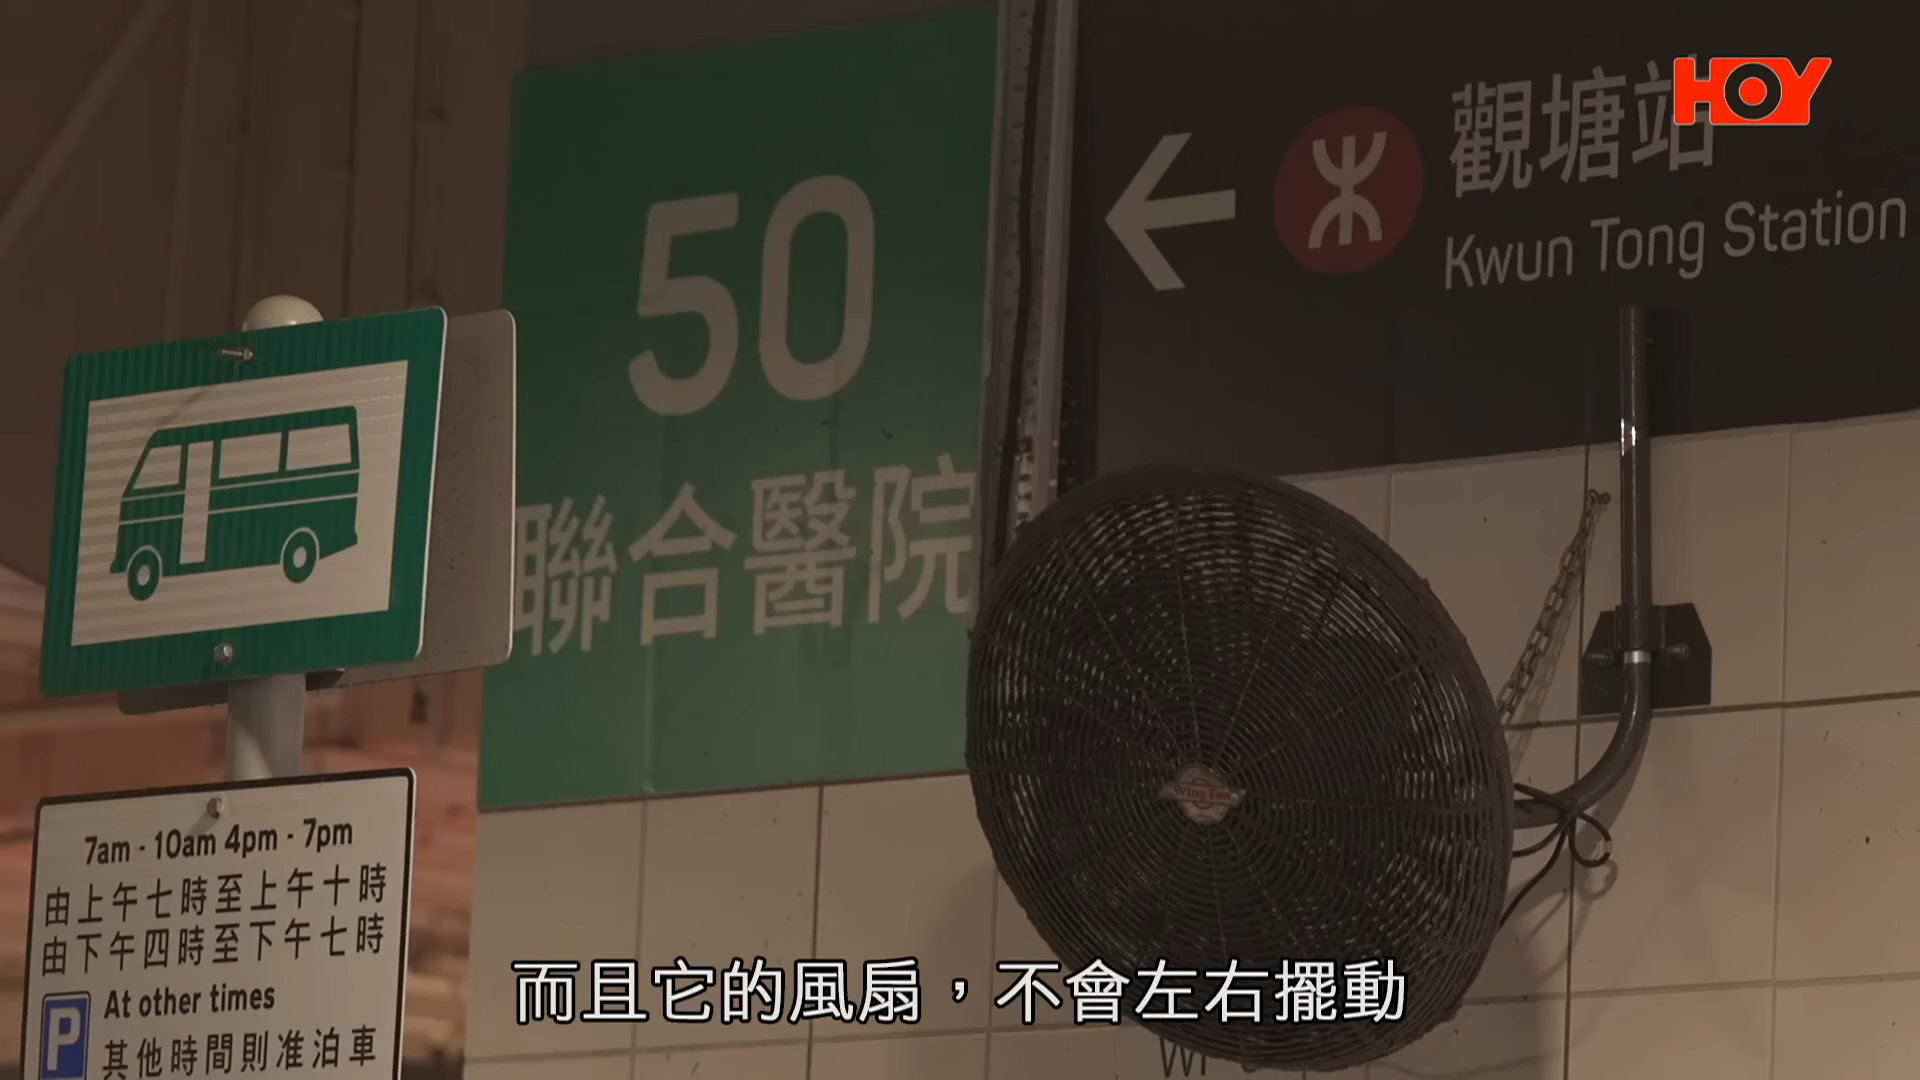 HOY
觀塘站
Kwun Tong Station
50
聯合醫院
7am - 10am 4pm - 7pm
由上午七時至上午十時
由下午四時至下午七時
P
At other times
其他時間則准泊車
而且它的風扇，不會左右擺動